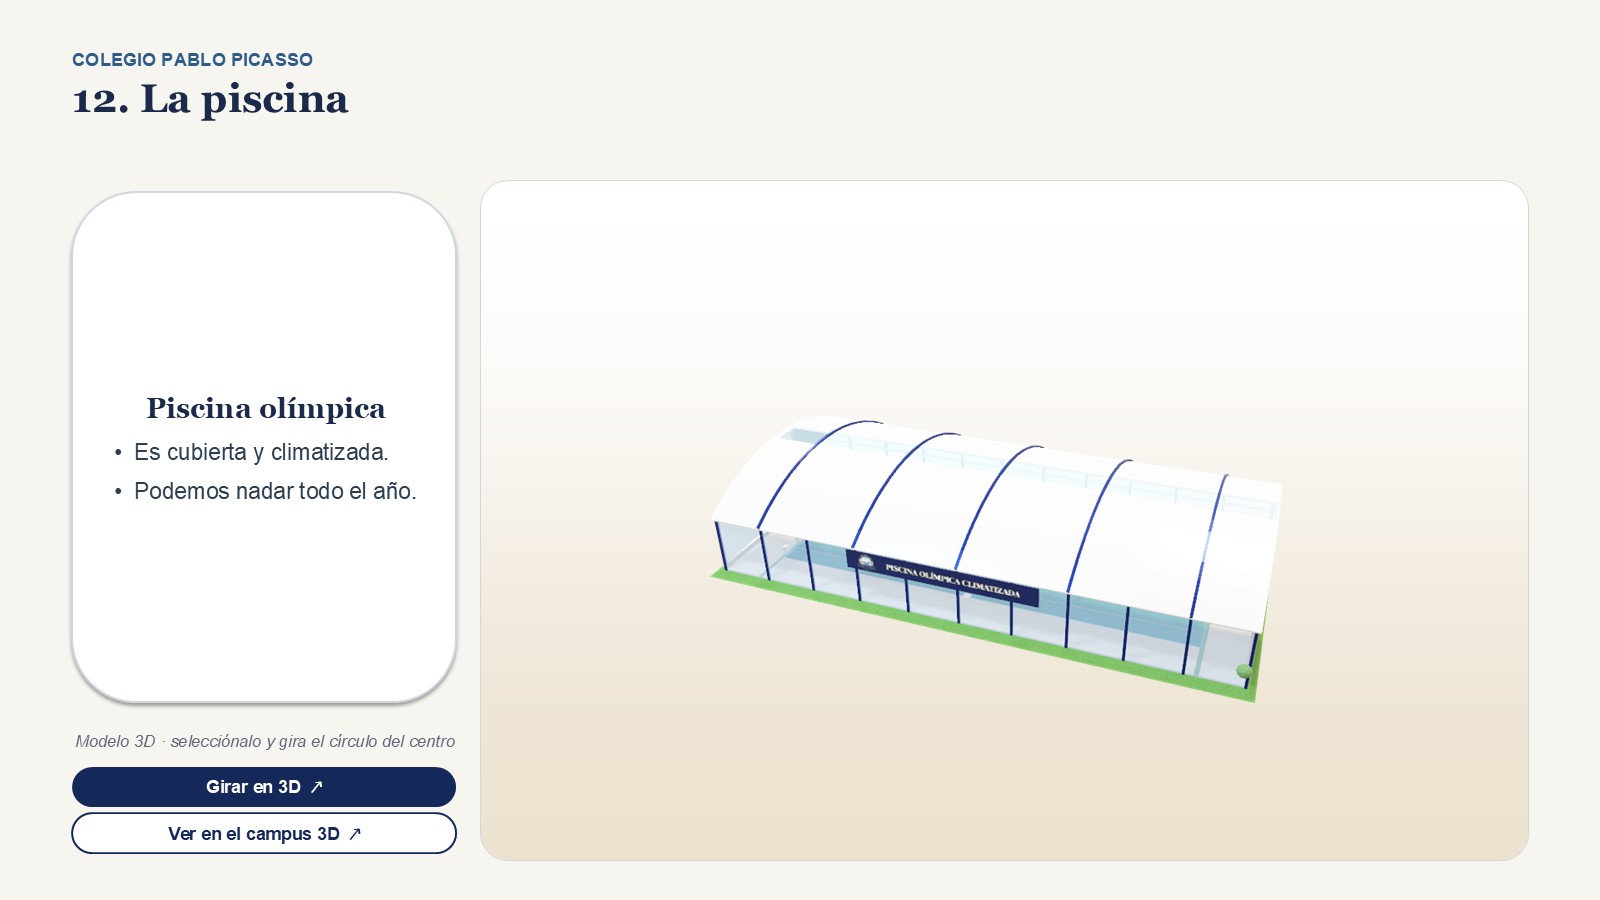 COLEGIO PABLO PICASSO
12. La piscina
Piscina olímpica
• Es cubierta y climatizada.
• Podemos nadar todo el año.
Modelo 3D · selecciónalo y gira el círculo del centro
Girar en 3D ↗
Ver en el campus 3D ↗
PISCINA OLÍMPICA CLIMATIZADA